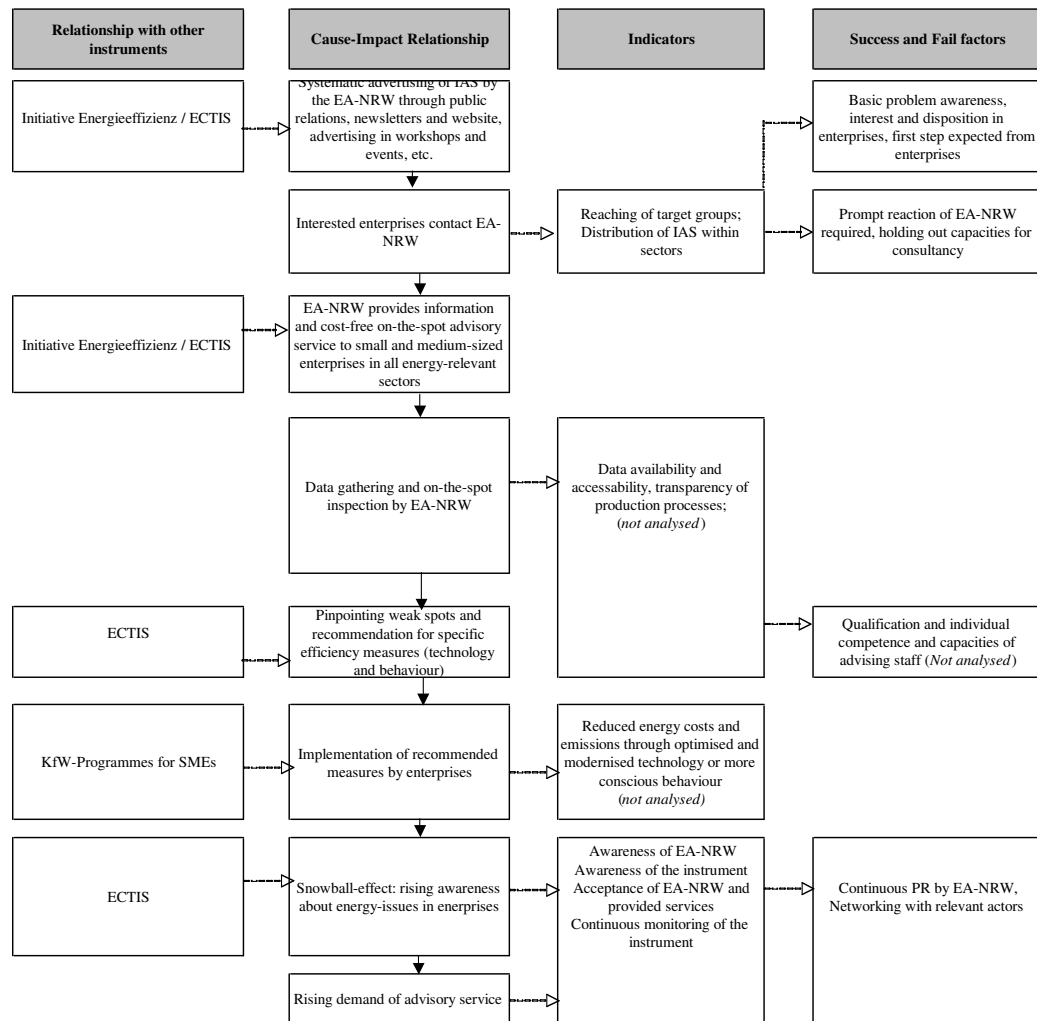 Relationship with other
instruments
Cause-Impact Relationship
Indicators
Success and Fail factors
Initiative Energieeffizienz / ECTIS
Systematic advertising of IAS by
the EA-NRW through public
relations, newsletters and website,
advertising in workshops and
events, etc.
Basic problem awareness,
interest and disposition in
enterprises, first step expected from
enterprises
Interested enterprises contact EA-
NRW
Reaching of target groups;
Distribution of IAS within
sectors
Prompt reaction of EA-NRW
required, holding out capacities for
consultancy
Initiative Energieeffizienz / ECTIS
EA-NRW provides information
and cost-free on-the-spot advisory
service to small and medium-sized
enterprises in all energy-relevant
sectors
Data gathering and on-the-spot
inspection by EA-NRW
Data availability and
accessability, transparency of
production processes;
(not analysed)
ECTIS
Pinpointing weak spots and
recommendation for specific
efficiency measures (technology
and behaviour)
Qualification and individual
competence and capacities of
advising staff (Not analysed)
KfW-Programmes for SMEs
Implementation of recommended
measures by enterprises
Reduced energy costs and
emissions through optimised and
modernised technology or more
conscious behaviour
(not analysed)
ECTIS
Snowball-effect: rising awareness
about energy-issues in enerprises
Awareness of EA-NRW
Awareness of the instrument
Acceptance of EA-NRW and
provided services
Continuous monitoring of the
instrument
Continuous PR by EA-NRW,
Networking with relevant actors
Rising demand of advisory service